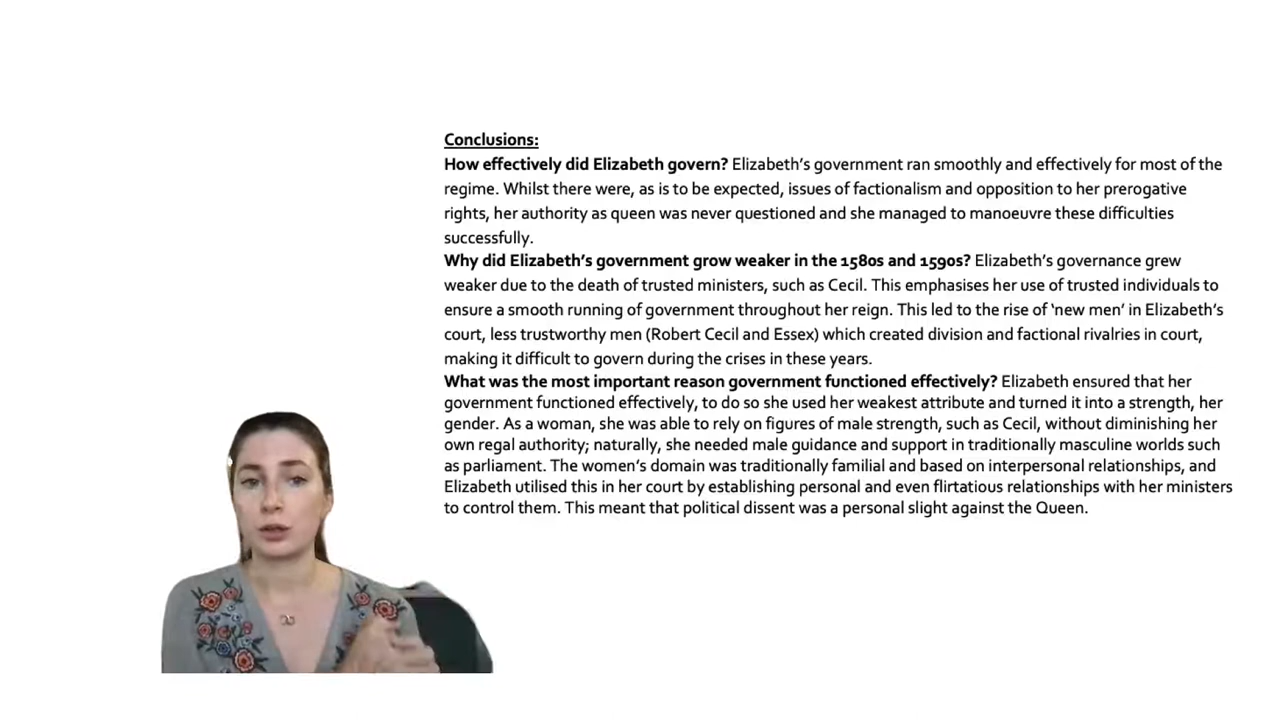 Conclusions:
How effectively did Elizabeth govern? Elizabeth’s government ran smoothly and effectively for most of the
regime. Whilst there were, as is to be expected, issues of factionalism and opposition to her prerogative
rights, her authority as queen was never questioned and she managed to manoeuvre these difficulties
successfully.
Why did Elizabeth’s government grow weaker in the 1580s and 1590s? Elizabeth’s governance grew
weaker due to the death of trusted ministers, such as Cecil. This emphasises her use of trusted individuals to
ensure a smooth running of government throughout her reign. This led to the rise of ‘new men’ in Elizabeth’s
court, less trustworthy men (Robert Cecil and Essex) which created division and factional rivalries in court,
making it difficult to govern during the crises in these years.
What was the most important reason government functioned effectively? Elizabeth ensured that her
government functioned effectively, to do so she used her weakest attribute and turned it into a strength, her
gender. As a woman, she was able to rely on figures of male strength, such as Cecil, without diminishing her
own regal authority; naturally, she needed male guidance and support in traditionally masculine worlds such
as parliament. The women’s domain was traditionally familial and based on interpersonal relationships, and
Elizabeth utilised this in her court by establishing personal and even flirtatious relationships with her ministers
to control them. This meant that political dissent was a personal slight against the Queen.